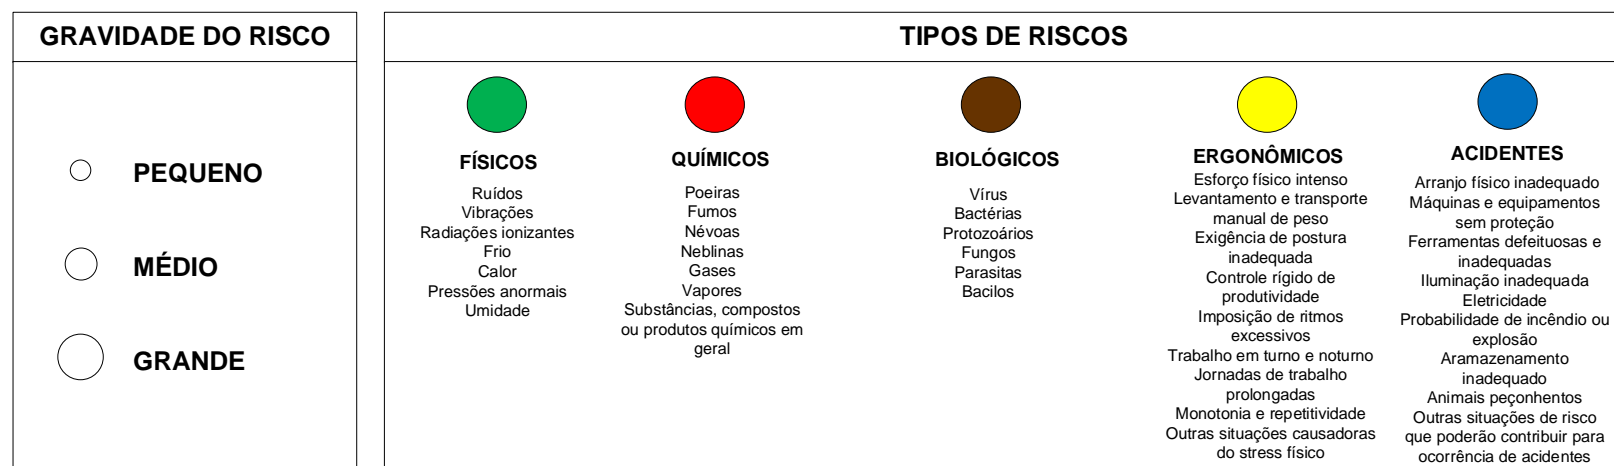 GRAVIDADE DO RISCO
PEQUENO
MÉDIO
GRANDE
TIPOS DE RISCOS
FÍSICOS
Ruídos
Vibrações
Radiações ionizantes
Frio
Calor
Pressões anormais
Umidade
QUÍMICOS
Poeiras
Fumos
Névoas
Neblinas
Gases
Vapores
Substâncias, compostos
ou produtos químicos em
geral
BIOLÓGICOS
Vírus
Bactérias
Protozoários
Fungos
Parasitas
Bacilos
ERGONÔMICOS
Esforço físico intenso
Levantamento e transporte
manual de peso
Exigência de postura
inadequada
Controle rígido de
produtividade
Imposição de ritmos
excessivos
Trabalho em turno e noturno
Jornadas de trabalho
prolongadas
Monotonia e repetitividade
Outras situações causadoras
do stress físico
ACIDENTES
Arranjo físico inadequado
Máquinas e equipamentos
sem proteção
Ferramentas defeituosas e
inadequadas
Iluminação inadequada
Eletricidade
Probabilidade de incêndio ou
explosão
Aramazenamento
inadequado
Animais peçonhentos
Outras situações de risco
que poderão contribuir para
ocorrência de acidentes